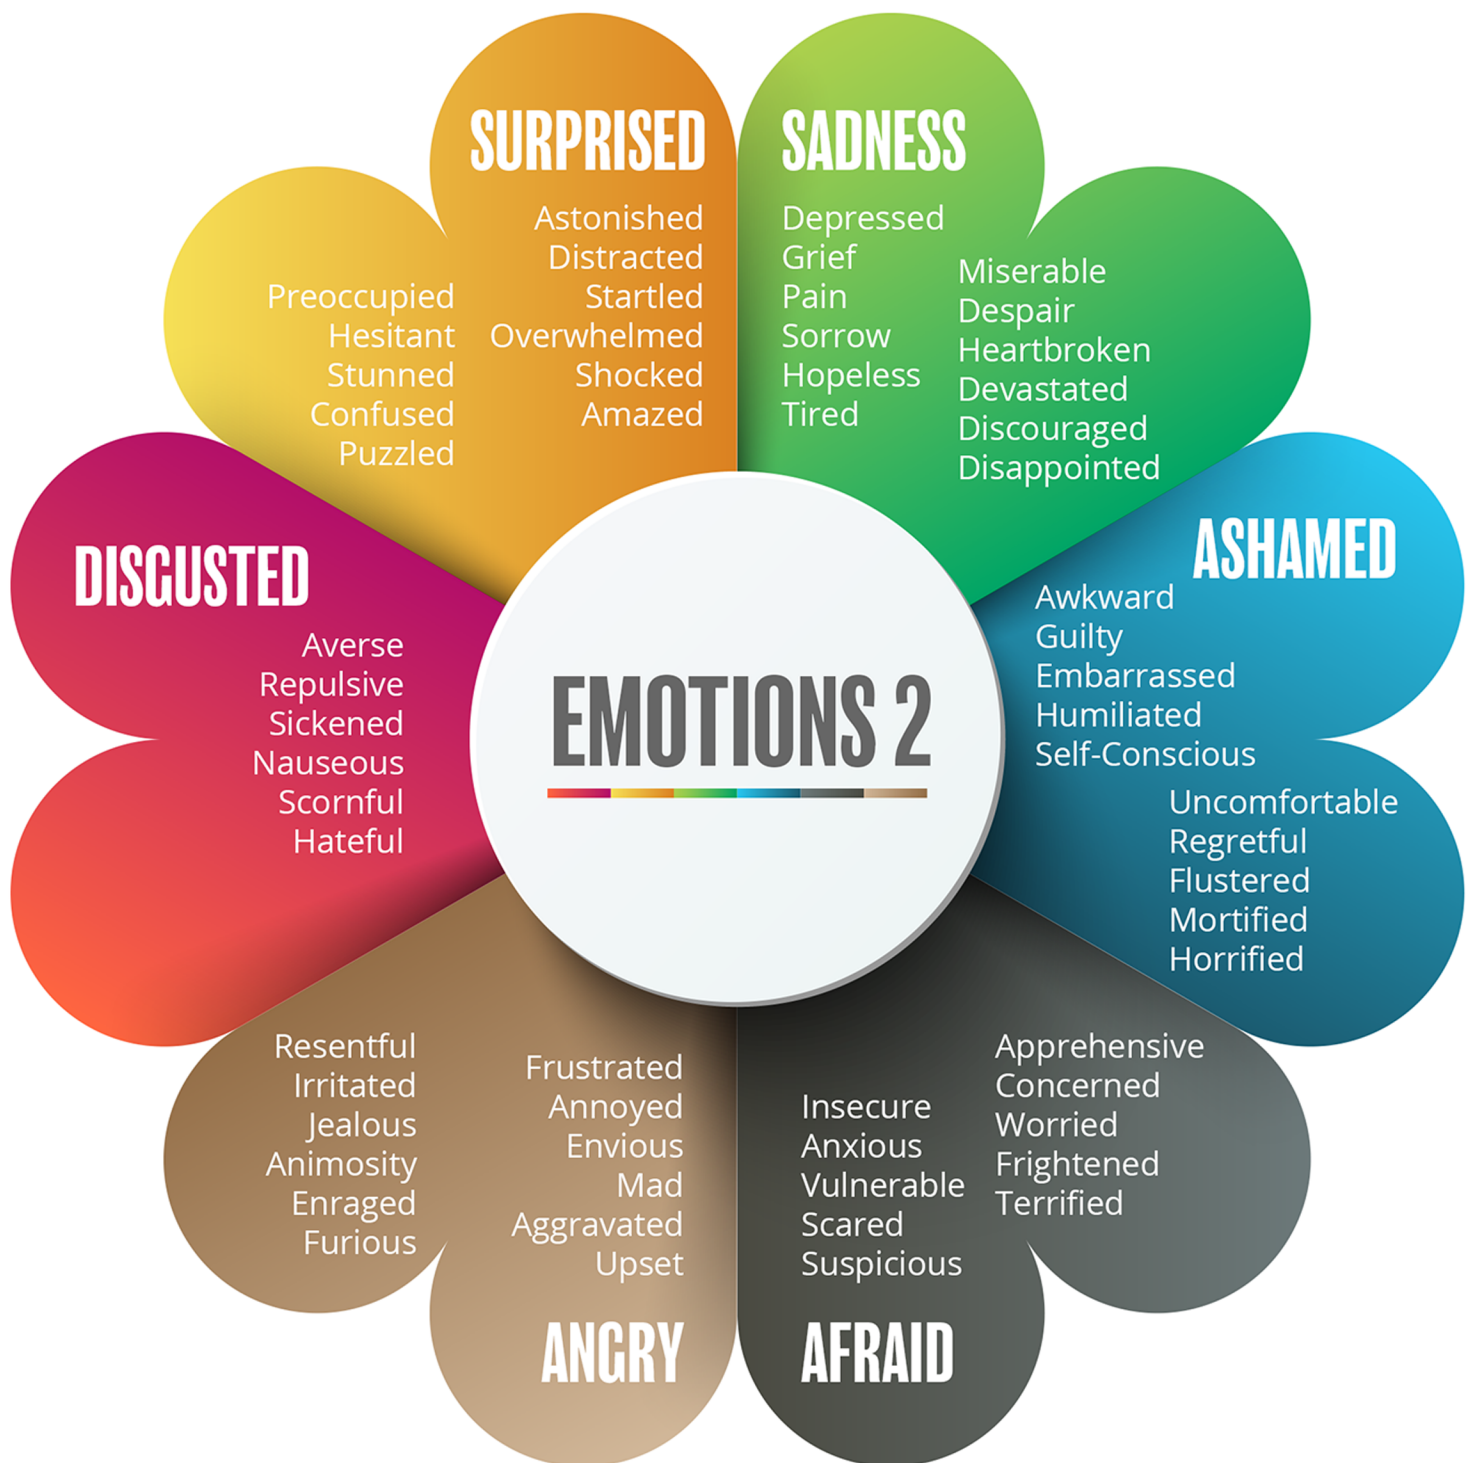 SURPRISED
Astonished
Distracted
Startled
Overwhelmed
Shocked
Amazed
Preoccupied
Hesitant
Stunned
Confused
Puzzled
SADNESS
Depressed
Grief
Pain
Sorrow
Hopeless
Tired
Miserable
Despair
Heartbroken
Devastated
Discouraged
Disappointed
DISGUSTED
Averse
Repulsive
Sickened
Nauseous
Scornful
Hateful
EMOTIONS 2
ASHAMED
Awkward
Guilty
Embarrassed
Humiliated
Self-Conscious
Uncomfortable
Regretful
Flustered
Mortified
Horrified
Resentful
Irritated
Jealous
Animosity
Enraged
Furious
Frustrated
Annoyed
Envious
Mad
Aggravated
Upset
ANGRY
Insecure
Anxious
Vulnerable
Scared
Suspicious
Apprehensive
Concerned
Worried
Frightened
Terrified
AFRAID